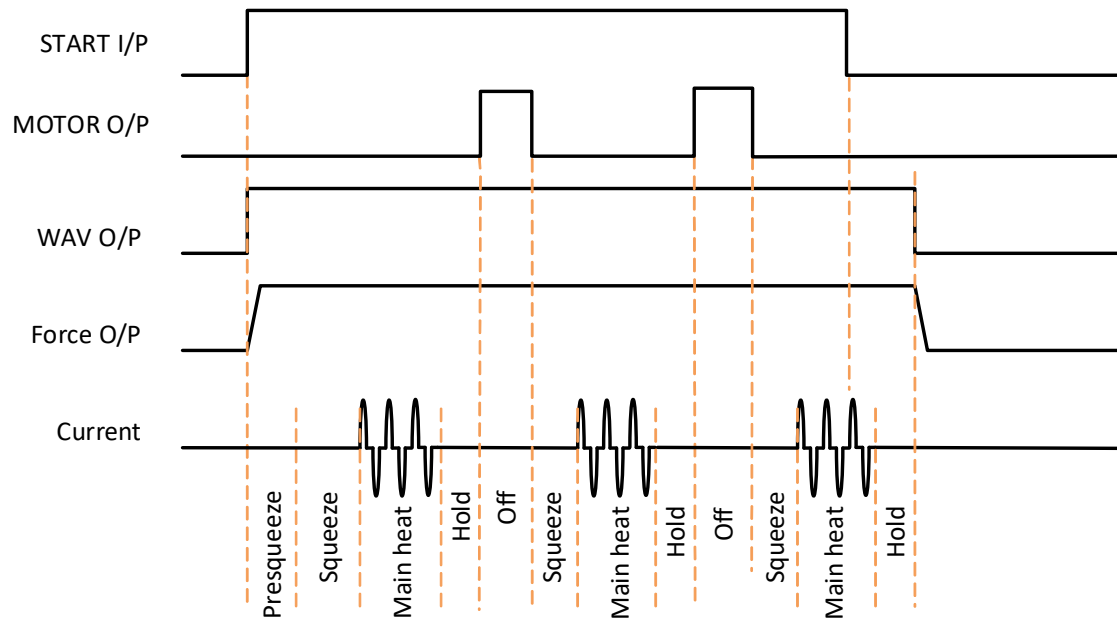 START I/P
MOTOR O/P
WAV O/P
Force O/P
Current
Presqueeze
Squeeze
Main heat
Hold
Off
Squeeze
Main heat
Hold
Off
Squeeze
Main heat
Hold